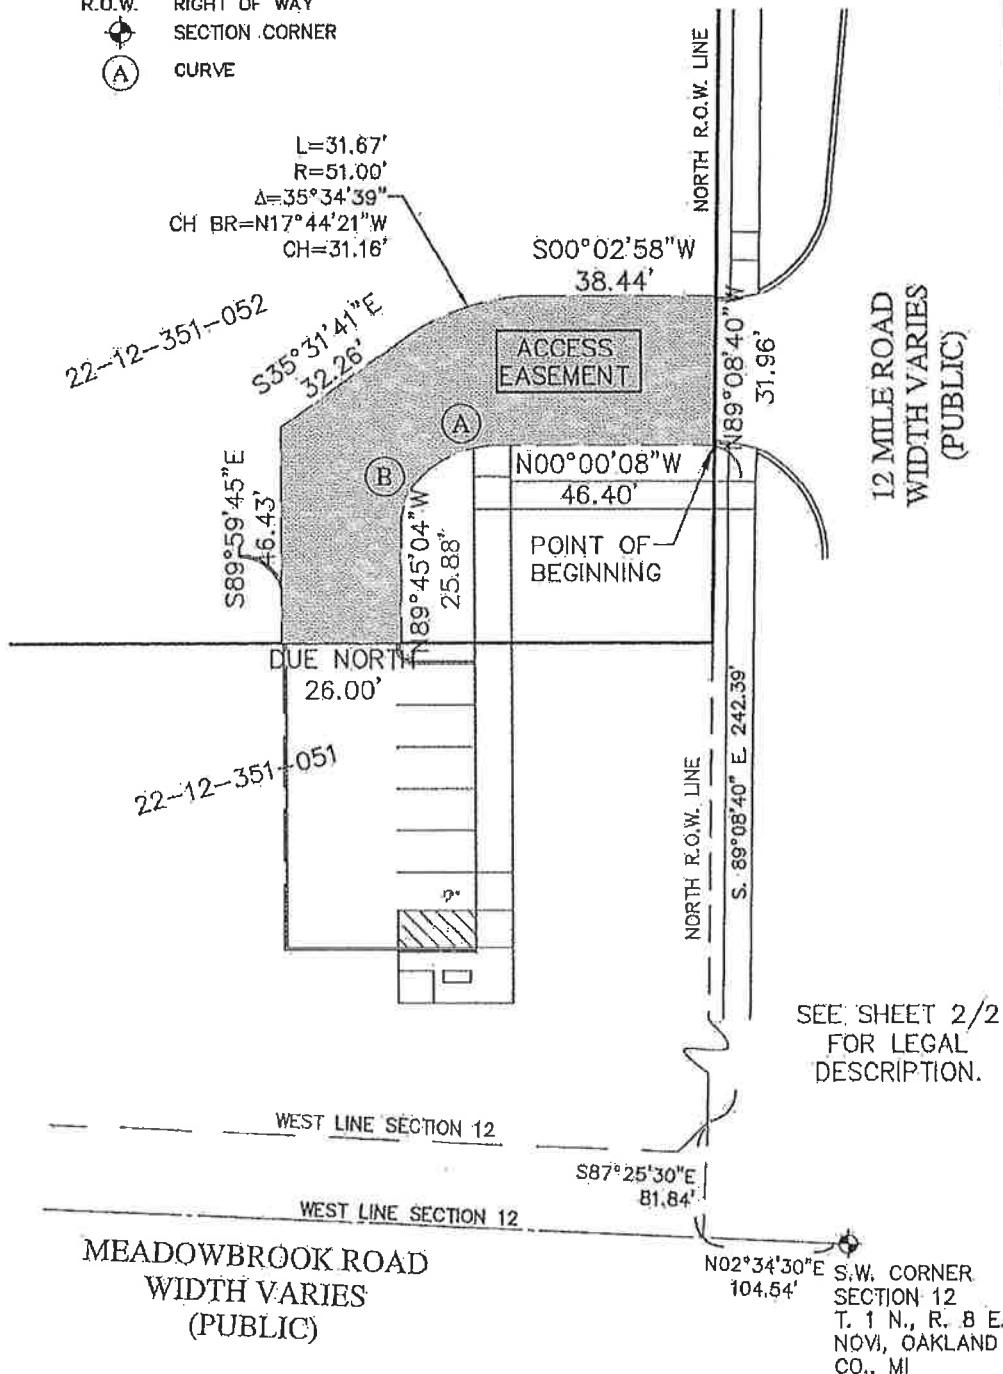 R.O.W. RIGHT OF WAY
SECTION CORNER
A CURVE
L=31.67'
R=51.00'
Δ=35°34'39"
CH BR=N17°44'21"W
CH=31.16'
NORTH R.O.W. LINE
S00°02'58"W
38.44'
22-12-351-052
S35°31'41"E
32.26'
ACCESS
EASEMENT
N89°08'40"W
31.96'
12 MILE ROAD
WIDTH VARIES
(PUBLIC)
A
B
N00°00'08"W
46.40'
S89°59'45"E
46.43'
N89°45'04"W
25.88'
POINT OF
BEGINNING
DUE NORTH
26.00'
22-12-351-051
NORTH R.O.W. LINE
S. 89°08'40" E. 242.39'
SEE SHEET 2/2
FOR LEGAL
DESCRIPTION.
WEST LINE SECTION 12
S87°25'30"E
81.84'
WEST LINE SECTION 12
MEADOWBROOK ROAD
WIDTH VARIES
(PUBLIC)
N02°34'30"E
104.54'
S.W. CORNER
SECTION 12
T. 1 N., R. 8 E.
NOVI, OAKLAND
CO., MI